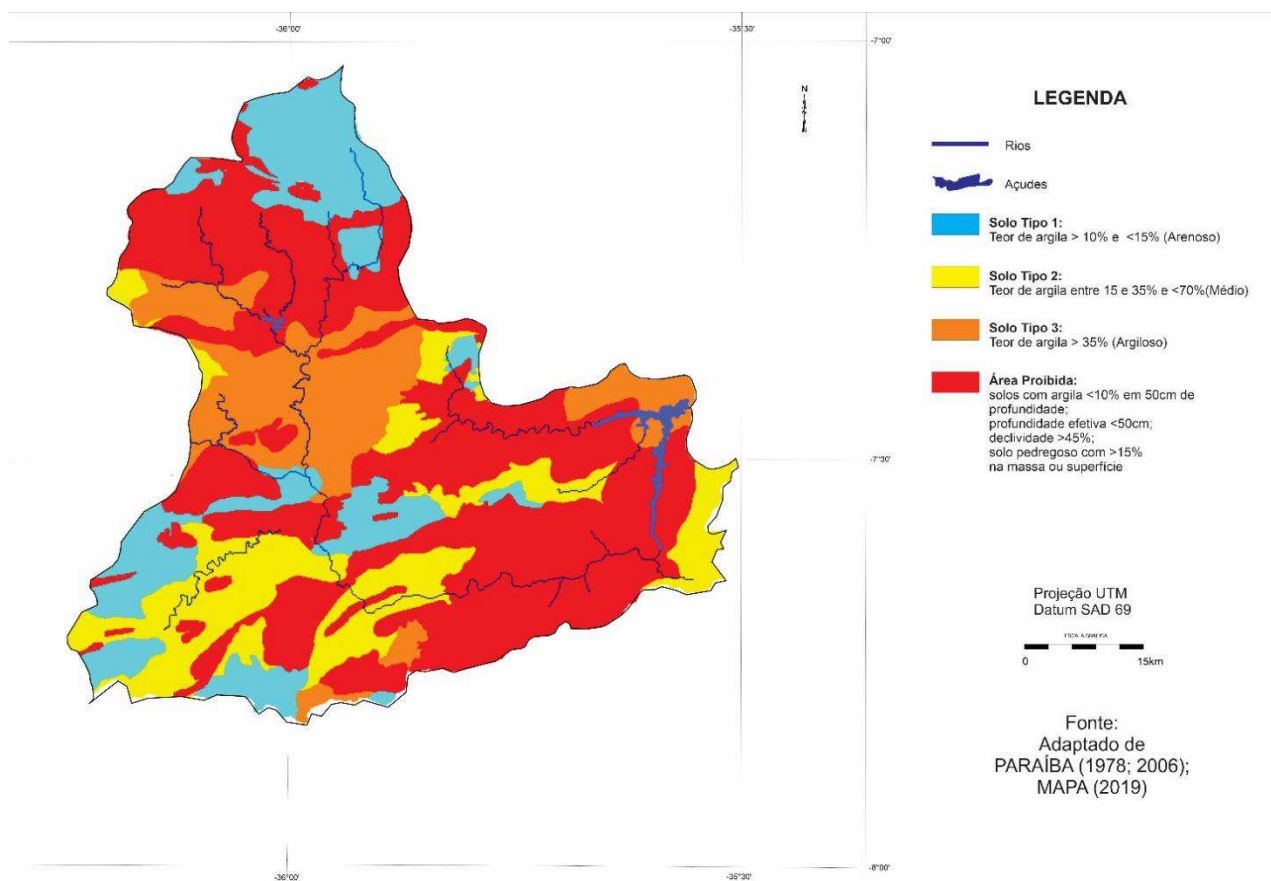 -36°00'
-35°30'
-7°00'
N
LEGENDA
Rios
Açudes
Solo Tipo 1:
Teor de argila > 10% e <15% (Arenoso)
Solo Tipo 2:
Teor de argila entre 15 e 35% e <70%(Médio)
Solo Tipo 3:
Teor de argila > 35% (Argiloso)
Área Proibida:
solos com argila <10% em 50cm de
profundidade;
profundidade efetiva <50cm;
declividade >45%;
solo pedregoso com >15%
na massa ou superfície
-7°30'
Projeção UTM
Datum SAD 69
0 15km
Fonte:
Adaptado de
PARAÍBA (1978; 2006);
MAPA (2019)
-8°00'
-36°00'